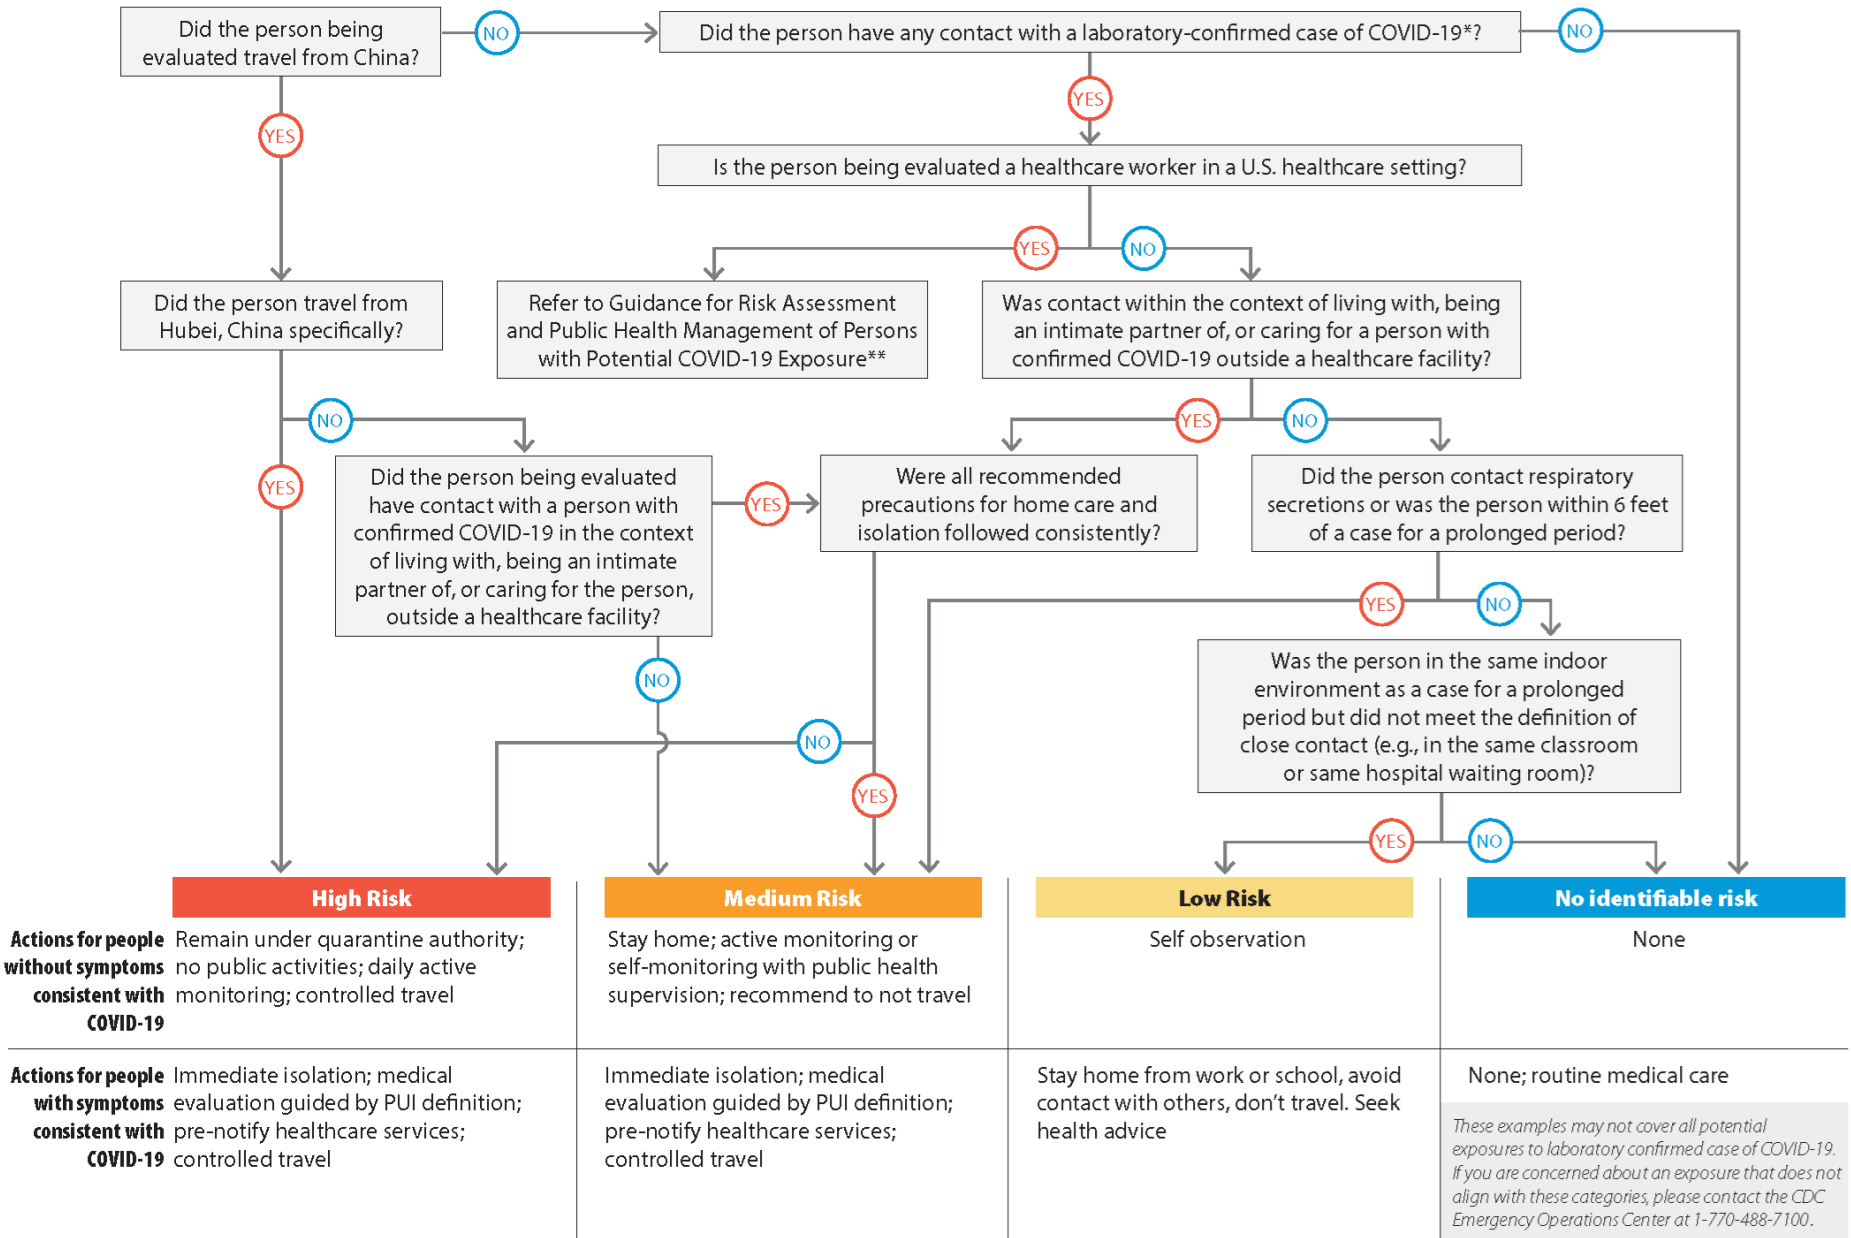 Did the person being
evaluated travel from China?
NO
Did the person have any contact with a laboratory-confirmed case of COVID-19*?
NO
YES
YES
Is the person being evaluated a healthcare worker in a U.S. healthcare setting?
YES
NO
Did the person travel from
Hubei, China specifically?
Refer to Guidance for Risk Assessment
and Public Health Management of Persons
with Potential COVID-19 Exposure**
Was contact within the context of living with, being
an intimate partner of, or caring for a person with
confirmed COVID-19 outside a healthcare facility?
NO
YES
NO
YES
Did the person being evaluated
have contact with a person with
confirmed COVID-19 in the context
of living with, being an intimate
partner of, or caring for the person,
outside a healthcare facility?
YES
Were all recommended
precautions for home care and
isolation followed consistently?
Did the person contact respiratory
secretions or was the person within 6 feet
of a case for a prolonged period?
YES
NO
NO
Was the person in the same indoor
environment as a case for a prolonged
period but did not meet the definition of
close contact (e.g., in the same classroom
or same hospital waiting room)?
NO
YES
YES
NO
High Risk
Medium Risk
Low Risk
No identifiable risk
Actions for people
without symptoms
consistent with
COVID-19
Remain under quarantine authority;
no public activities; daily active
monitoring; controlled travel
Stay home; active monitoring or
self-monitoring with public health
supervision; recommend to not travel
Self observation
None
Actions for people
with symptoms
consistent with
COVID-19
Immediate isolation; medical
evaluation guided by PUI definition;
pre-notify healthcare services;
controlled travel
Immediate isolation; medical
evaluation guided by PUI definition;
pre-notify healthcare services;
controlled travel
Stay home from work or school, avoid
contact with others, don't travel. Seek
health advice
None; routine medical care
These examples may not cover all potential
exposures to laboratory confirmed case of COVID-19.
If you are concerned about an exposure that does not
align with these categories, please contact the CDC
Emergency Operations Center at 1-770-488-7100.